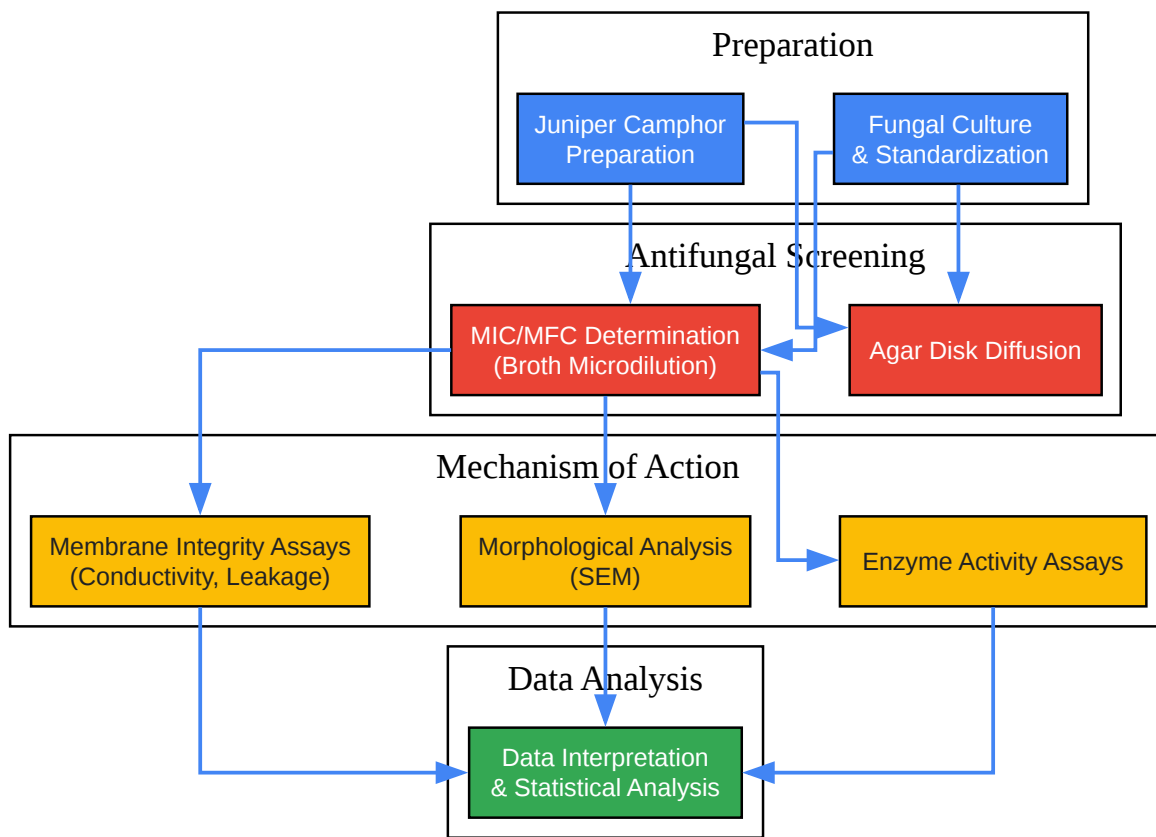 Preparation
Juniper Camphor
Preparation
Fungal Culture
& Standardization
Antifungal Screening
MIC/MFC Determination
(Broth Microdilution)
Agar Disk Diffusion
Mechanism of Action
Membrane Integrity Assays
(Conductivity, Leakage)
Morphological Analysis
(SEM)
Enzyme Activity Assays
Data Analysis
Data Interpretation
& Statistical Analysis